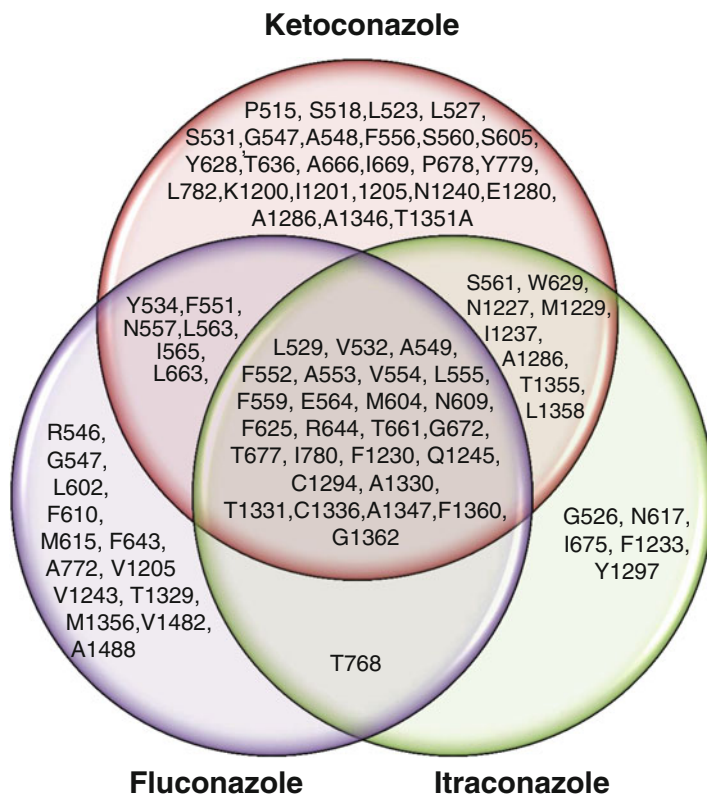 Ketoconazole
P515, S518,L523, L527,
S531,G547,A548,F556,S560,S605,
Y628,T636, A666,I669, P678,Y779,
L782,K1200,I1201,1205,N1240,E1280,
A1286,A1346,T1351A
Y534,F551,
N557,L563,
I565,
L663,
S561, W629,
N1227, M1229,
I1237,
A1286,
T1355,
L1358
L529, V532, A549,
F552, A553, V554, L555,
F559, E564, M604, N609,
F625, R644, T661,G672,
T677, I780, F1230, Q1245,
C1294, A1330,
T1331,C1336,A1347,F1360,
G1362
R546,
G547,
L602,
F610,
M615, F643,
A772, V1205
V1243, T1329,
M1356,V1482,
A1488
G526, N617,
I675, F1233,
Y1297
T768
Fluconazole
Itraconazole